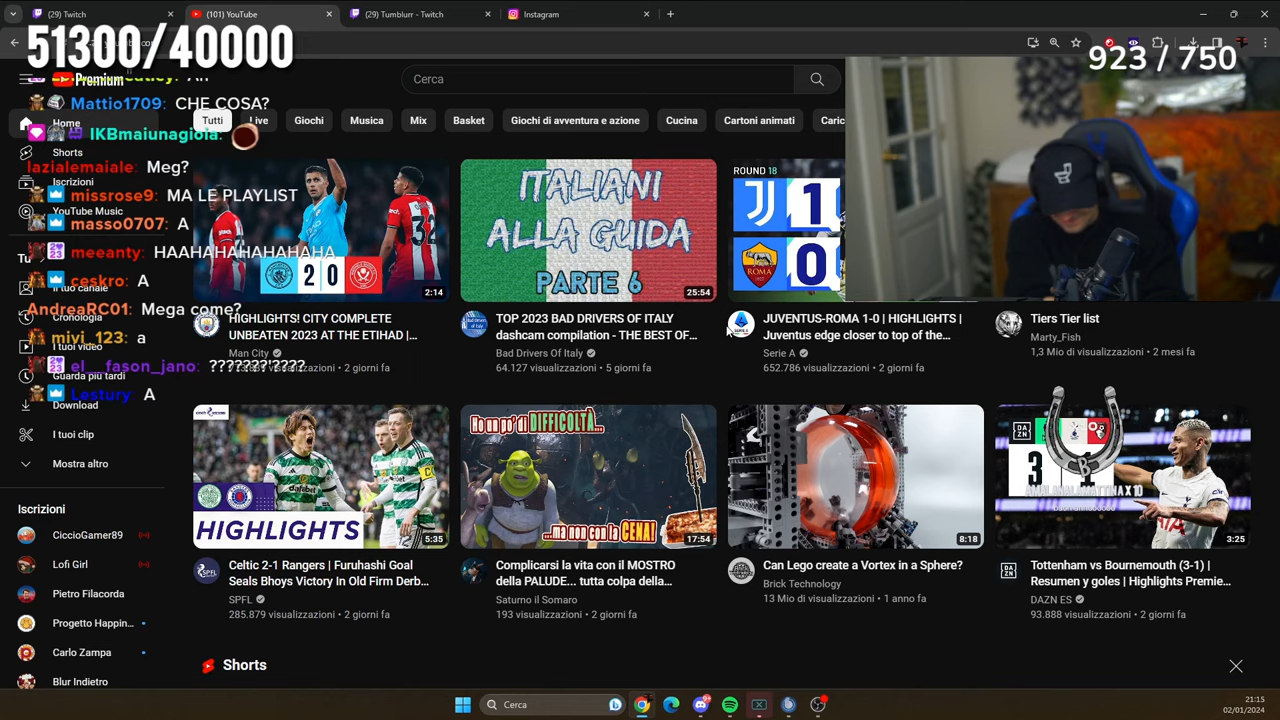 (29) Twitch
(101) YouTube
(29) Tumblurr - Twitch
Instagram
51300/40000
923 / 750
Premium
Cerca
Mattio1709: CHE COSA?
IKBmaiunagioia:
lazialemaiale: Meg?
missrose9: MA LE PLAYLIST
masso0707: A
meeanty: HAAHAHAHAHAHAHA
ceskro: A
AndreaRC01: Mega come?
miyi_123: a
el__fason_jano: ???????'????
Lestury: A
Home
Shorts
Iscrizioni
YouTube Music
Tu
Il tuo canale
Cronologia
I tuoi video
Guarda più tardi
Download
I tuoi clip
Mostra altro
Iscrizioni
CiccioGamer89
Lofi Girl
Pietro Filacorda
Progetto Happin...
Carlo Zampa
Blur Indietro
Tutti
Live
Giochi
Musica
Mix
Basket
Giochi di avventura e azione
Cucina
Cartoni animati
Caric
32
2 0
2:14
HIGHLIGHTS! CITY COMPLETE
UNBEATEN 2023 AT THE ETIHAD |...
Man City
2 giorni fa
ITALIANI
ALLA GUIDA
PARTE 6
25:54
TOP 2023 BAD DRIVERS OF ITALY
dashcam compilation - THE BEST OF...
Bad Drivers Of Italy
64.127 visualizzazioni • 5 giorni fa
ROUND 18
1
ROMA
0
JUVENTUS-ROMA 1-0 | HIGHLIGHTS |
Juventus edge closer to top of the...
Serie A
652.786 visualizzazioni • 2 giorni fa
Tiers Tier list
Marty_Fish
1,3 Mio di visualizzazioni • 2 mesi fa
HIGHLIGHTS
5:35
Celtic 2-1 Rangers | Furuhashi Goal
Seals Bhoys Victory In Old Firm Derb...
SPFL
285.879 visualizzazioni • 2 giorni fa
Ho un po' di DIFFICOLTÀ...
...ma non con la CENA!
17:54
Complicarsi la vita con il MOSTRO
della PALUDE... tutta colpa della...
Saturno il Somaro
193 visualizzazioni • 2 giorni fa
8:18
Can Lego create a Vortex in a Sphere?
Brick Technology
13 Mio di visualizzazioni • 1 anno fa
DAZN
3
B
3:25
Tottenham vs Bournemouth (3-1) |
Resumen y goles | Highlights Premie...
DAZN ES
93.888 visualizzazioni • 2 giorni fa
Shorts
Cerca
21:15
02/01/2024